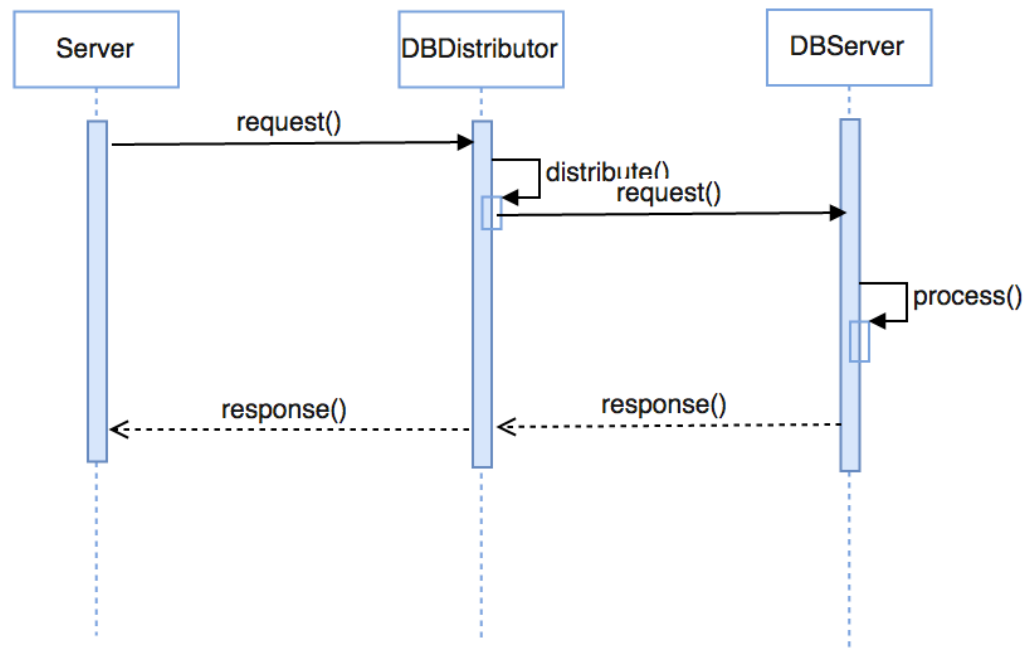 Server
DBDistributor
DBServer
request()
distribute()
request()
process()
response()
response()